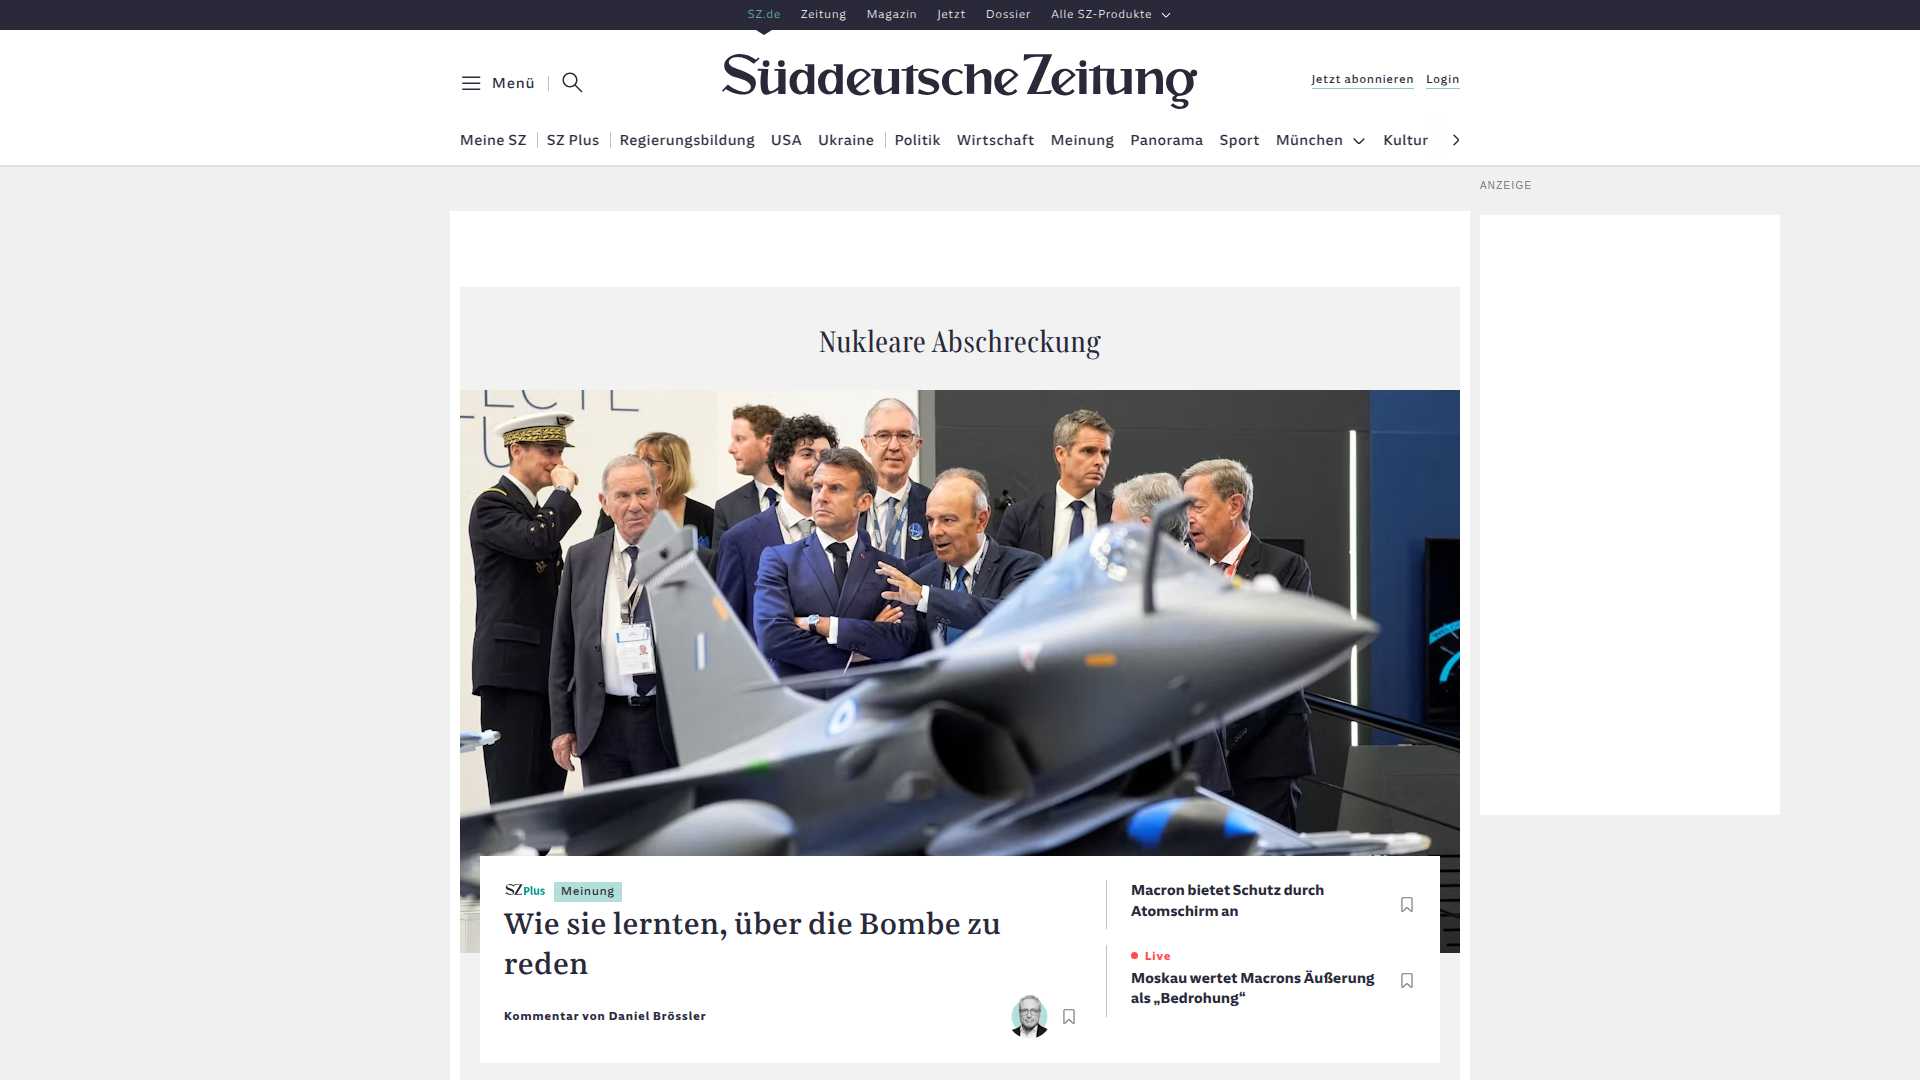 SZ.de Zeitung Magazin Jetzt Dossier Alle SZ-Produkte
Menü
Süddeutsche Zeitung
Jetzt abonnieren Login
Meine SZ SZ Plus Regierungsbildung USA Ukraine Politik Wirtschaft Meinung Panorama Sport München Kultur
ANZEIGE
Nukleare Abschreckung
SZ Plus Meinung
Wie sie lernten, über die Bombe zu
reden
Kommentar von Daniel Brössler
Macron bietet Schutz durch
Atomschirm an
Live
Moskau wertet Macrons Äußerung
als „Bedrohung“